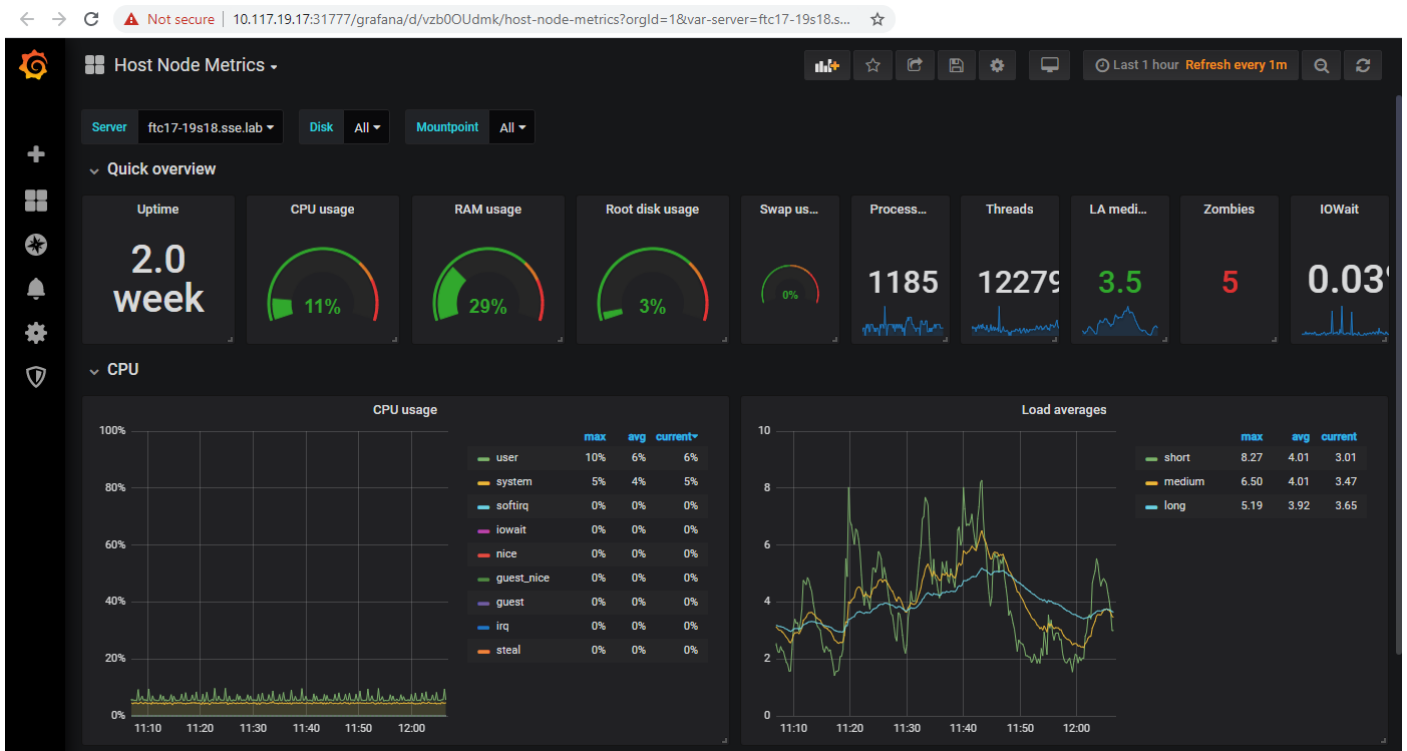 Not secure | 10.117.19.17:31777/grafana/d/vzb0OUdmk/host-node-metrics?orgId=1&var-server=ftc17-19s18.s...
Host Node Metrics
Last 1 hour Refresh every 1m
Server ftc17-19s18.sse.lab Disk All Mountpoint All
Quick overview
Uptime CPU usage RAM usage Root disk usage Swap us... Process... Threads LA medi... Zombies IOWait
2.0 week 11% 29% 3% 0% 1185 12279 3.5 5 0.03
CPU
CPU usage
100%
80%
60%
40%
20%
0%
11:10 11:20 11:30 11:40 11:50 12:00
max avg current
user 10% 6% 6%
system 5% 4% 5%
softirq 0% 0% 0%
iowait 0% 0% 0%
nice 0% 0% 0%
guest_nice 0% 0% 0%
guest 0% 0% 0%
irq 0% 0% 0%
steal 0% 0% 0%
Load averages
10
8
6
4
2
0
11:10 11:20 11:30 11:40 11:50 12:00
max avg current
short 8.27 4.01 3.01
medium 6.50 4.01 3.47
long 5.19 3.92 3.65